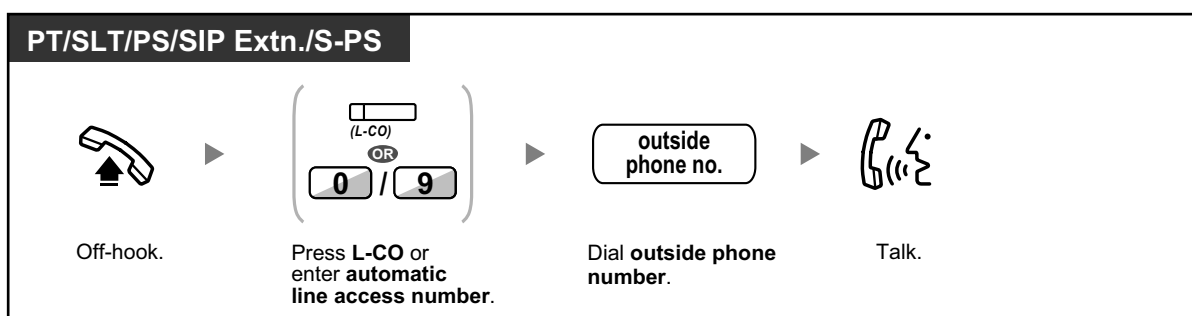 PT/SLT/PS/SIP Extn./S-PS
(L-CO)
OR
0 / 9
outside
phone no.
Off-hook.
Press L-CO or
enter automatic
line access number.
Dial outside phone
number.
Talk.